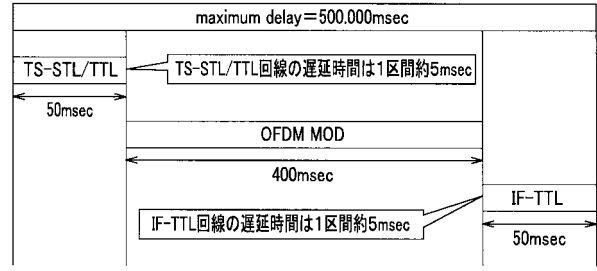 maximum delay=500.000msec
TS-STL/TTL
TS-STL/TTL回線の遅延時間は1区間約5msec
50msec
OFDM MOD
400msec
IF-TTL
IF-TTL回線の遅延時間は1区間約5msec
50msec